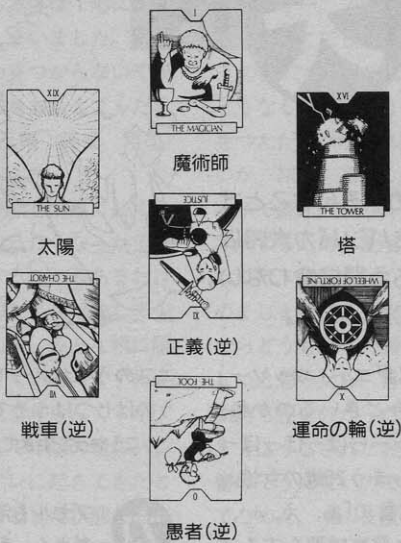 I
THE MAGICIAN
魔術師
XIX
THE SUN
太陽
XVI
THE TOWER
塔
JUSTICE
XI
正義(逆)
THE CHARIOT
VII
戦車(逆)
WHEEL OF FORTUNE
X
運命の輪(逆)
THE FOOL
0
愚者(逆)